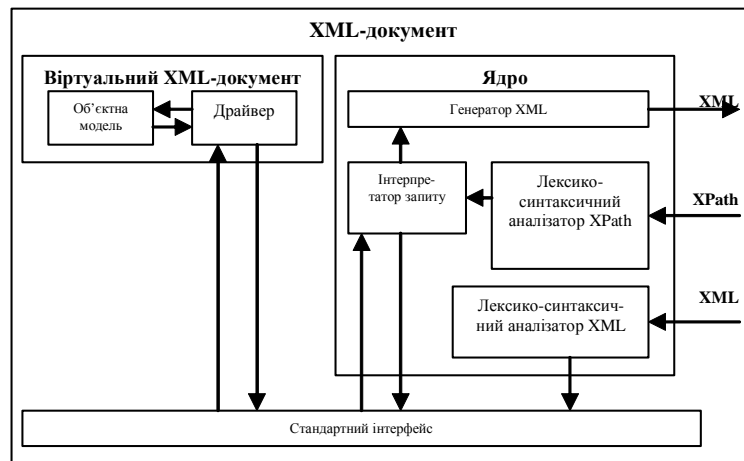 XML-документ
Віртуальний XML-документ
Об’єктна
модель
Драйвер
Ядро
Генератор XML
XML
Інтерпре-
татор запиту
Лексико-
синтаксичний
аналізатор XPath
XPath
Лексико-синтаксич-
ний аналізатор XML
XML
Стандартний інтерфейс